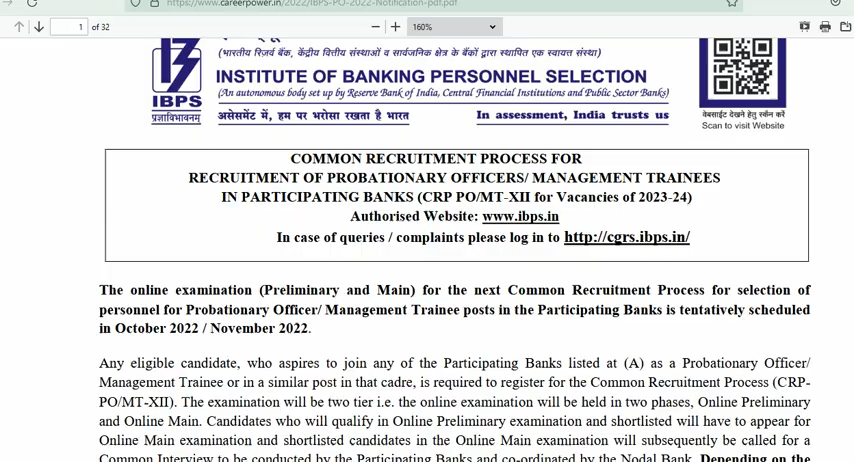 https://www.careerpower.in/2022/IBPS-PO-2022-Notification-pdf.pdf
1 of 32
160%
(भारतीय रिज़र्व बैंक, केंद्रीय वित्तीय संस्थाओं व सार्वजनिक क्षेत्र के बैंकों द्वारा स्थापित एक स्वायत्त संस्था)
INSTITUTE OF BANKING PERSONNEL SELECTION
(An autonomous body set up by Reserve Bank of India, Central Financial Institutions and Public Sector Banks)
IBPS
प्रज्ञाविभावनम्
असेसमेंट में, हम पर भरोसा रखता है भारत
In assessment, India trusts us
वेबसाईट देखने हेतु स्कॅन करें
Scan to visit Website
COMMON RECRUITMENT PROCESS FOR
RECRUITMENT OF PROBATIONARY OFFICERS/ MANAGEMENT TRAINEES
IN PARTICIPATING BANKS (CRP PO/MT-XII for Vacancies of 2023-24)
Authorised Website: www.ibps.in
In case of queries / complaints please log in to http://cgrs.ibps.in/
The online examination (Preliminary and Main) for the next Common Recruitment Process for selection of
personnel for Probationary Officer/ Management Trainee posts in the Participating Banks is tentatively scheduled
in October 2022 / November 2022.
Any eligible candidate, who aspires to join any of the Participating Banks listed at (A) as a Probationary Officer/
Management Trainee or in a similar post in that cadre, is required to register for the Common Recruitment Process (CRP-
PO/MT-XII). The examination will be two tier i.e. the online examination will be held in two phases, Online Preliminary
and Online Main. Candidates who will qualify in Online Preliminary examination and shortlisted will have to appear for
Online Main examination and shortlisted candidates in the Online Main examination will subsequently be called for a
Common Interview to be conducted by the Participating Banks and co-ordinated by the Nodal Bank. Depending on the